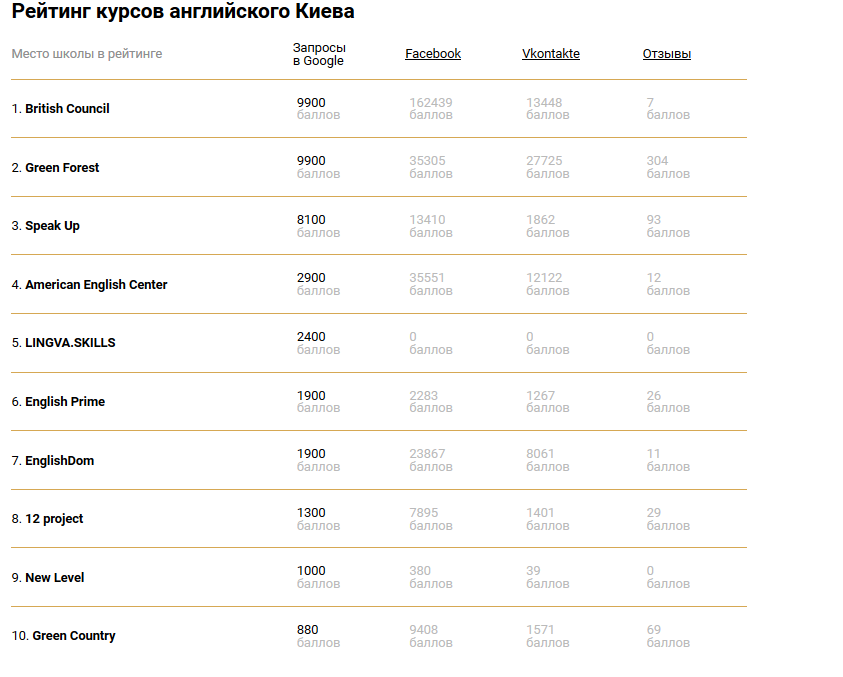 Рейтинг курсов английского Киева
Место школы в рейтинге
Запросы
в Google
Facebook
Vkontakte
Отзывы
1. British Council
9900
баллов
162439
баллов
13448
баллов
7
баллов
2. Green Forest
9900
баллов
35305
баллов
27725
баллов
304
баллов
3. Speak Up
8100
баллов
13410
баллов
1862
баллов
93
баллов
4. American English Center
2900
баллов
35551
баллов
12122
баллов
12
баллов
5. LINGVA.SKILLS
2400
баллов
0
баллов
0
баллов
0
баллов
6. English Prime
1900
баллов
2283
баллов
1267
баллов
26
баллов
7. EnglishDom
1900
баллов
23867
баллов
8061
баллов
11
баллов
8. 12 project
1300
баллов
7895
баллов
1401
баллов
29
баллов
9. New Level
1000
баллов
380
баллов
39
баллов
0
баллов
10. Green Country
880
баллов
9408
баллов
1571
баллов
69
баллов